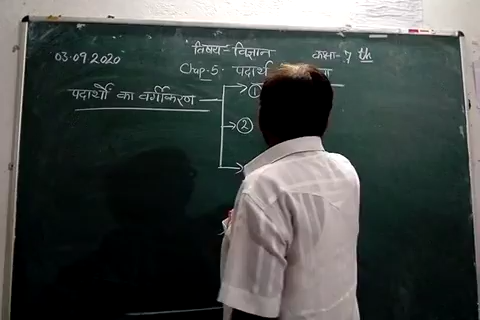 03.09.2020 विषय - विज्ञान कक्षा - 7 th
Chap-5. पदार्थ
पदार्थों का वर्गीकरण
1
2